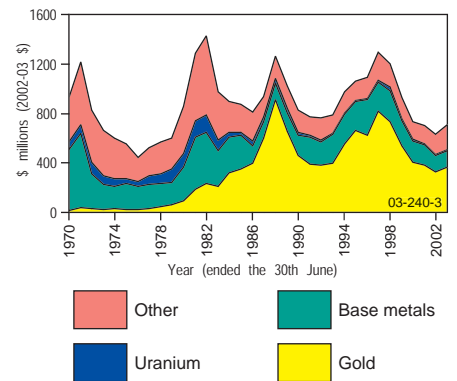 $ millions (2002-03 $)
1600
1200
800
400
0
03-240-3
1970 1974 1978 1982 1986 1990 1994 1998 2002
Year (ended the 30th June)
Other
Base metals
Uranium
Gold